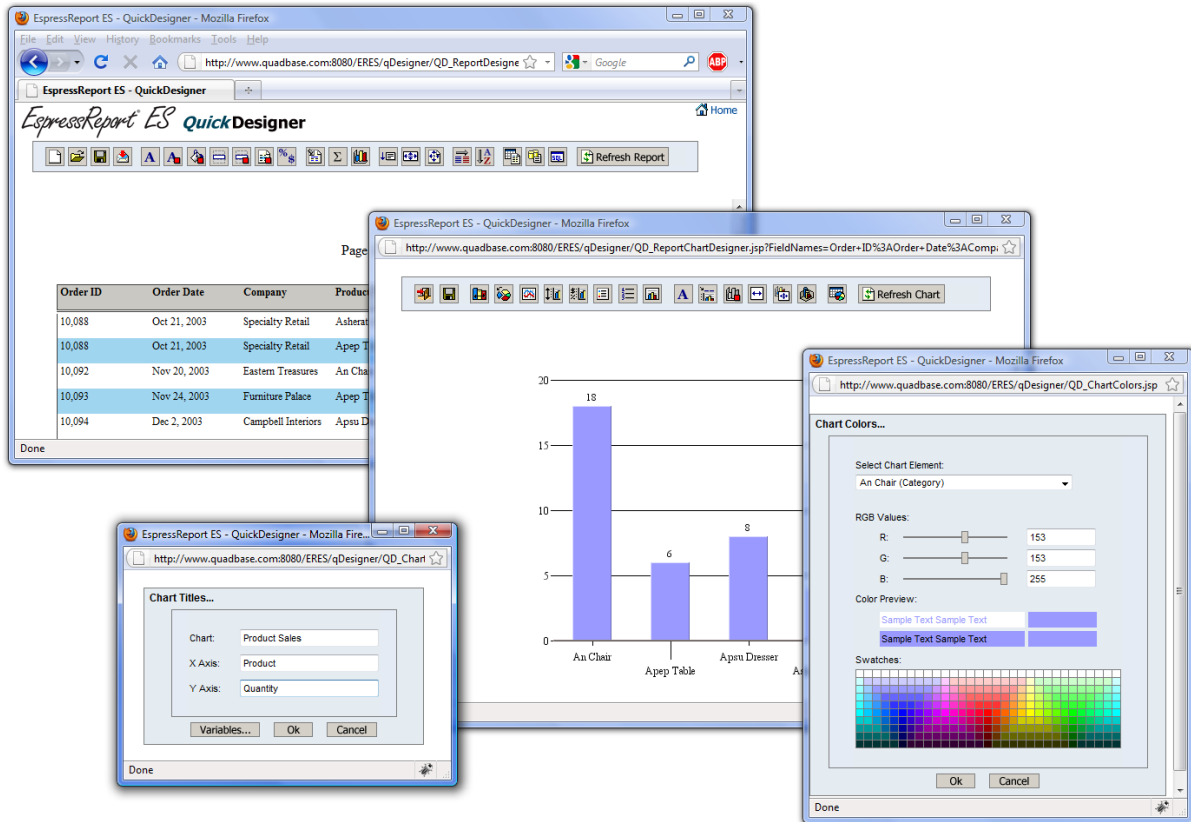 EspressReport ES - QuickDesigner - Mozilla Firefox
File Edit View History Bookmarks Tools Help
http://www.quadbase.com:8080/ERES/qDesigner/QD_ReportDesigne
Google
ABP
EspressReport ES - QuickDesigner
Home
EspressReport ES QuickDesigner
Refresh Report
Page
Order ID Order Date Company Produc
10,088 Oct 21, 2003 Specialty Retail Asherat
10,088 Oct 21, 2003 Specialty Retail Apep T
10,092 Nov 20, 2003 Eastern Treasures An Cha
10,093 Nov 24, 2003 Furniture Palace Apep T
10,094 Dec 2, 2003 Campbell Interiors Apsu D
Done
EspressReport ES - QuickDesigner - Mozilla Firefox
http://www.quadbase.com:8080/ERES/qDesigner/QD_ReportChartDesigner.jsp?FieldNames=Order+ID%3AOrder+Date%3AComp
Refresh Chart
20
18
15
10
8
6
5
0
An Chair
Apep Table
Apsu Dresser
EspressReport ES - QuickDesigner - Mozilla Fire...
http://www.quadbase.com:8080/ERES/qDesigner/QD_Chart
Chart Titles...
Chart: Product Sales
X Axis: Product
Y Axis: Quantity
Variables... Ok Cancel
Done
EspressReport ES - QuickDesigner - Mozilla Firefox
http://www.quadbase.com:8080/ERES/qDesigner/QD_ChartColors.jsp
Chart Colors...
Select Chart Element:
An Chair (Category)
RGB Values:
R: 153
G: 153
B: 255
Color Preview:
Sample Text Sample Text
Sample Text Sample Text
Swatches:
Ok Cancel
Done